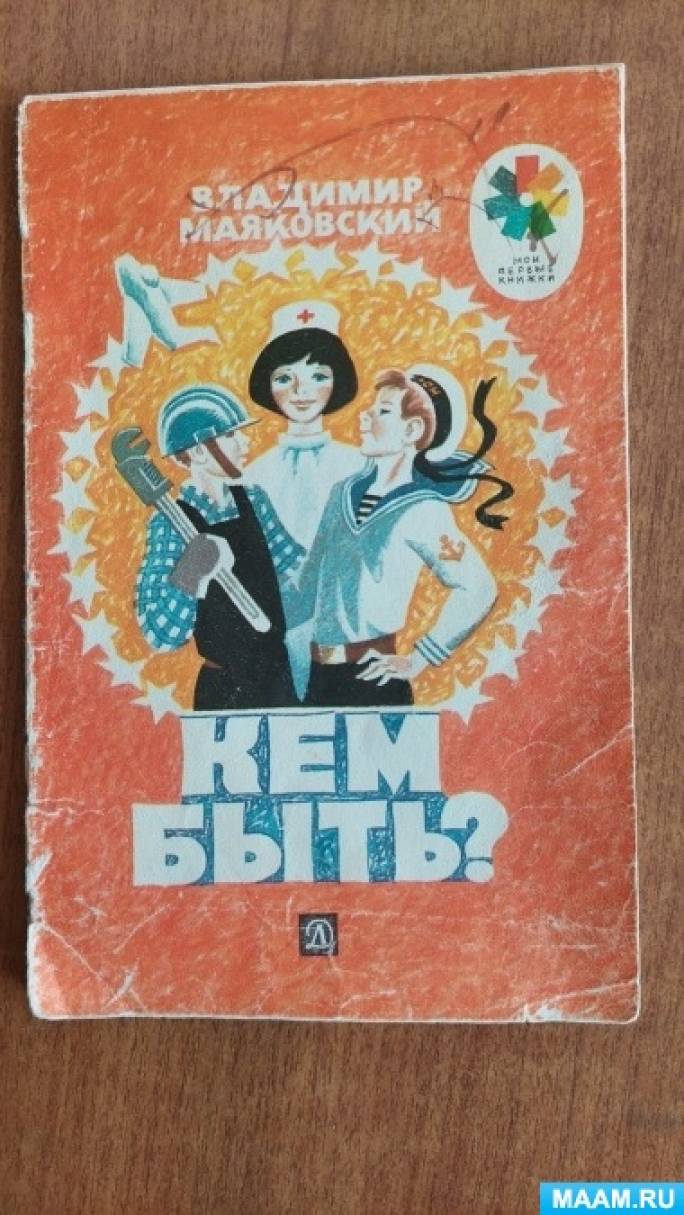 ВЛАДИМИР
МАЯКОВСКИЙ
МОИ
ПЕРВЫЕ
КНИЖКИ
КЕМ
БЫТЬ?
Д
MAAM.RU